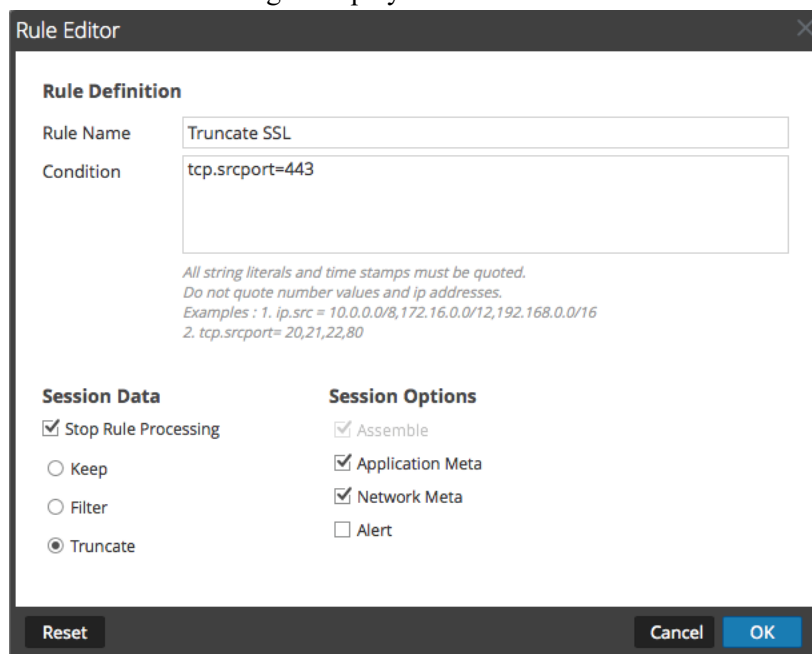 Rule Editor
Rule Definition
Rule Name Truncate SSL
Condition tcp.srcport=443
All string literals and time stamps must be quoted.
Do not quote number values and ip addresses.
Examples : 1. ip.src = 10.0.0.0/8,172.16.0.0/12,192.168.0.0/16
2. tcp.srcport= 20,21,22,80
Session Data Session Options
Stop Rule Processing Assemble
Keep Application Meta
Filter Network Meta
Truncate Alert
Reset Cancel OK